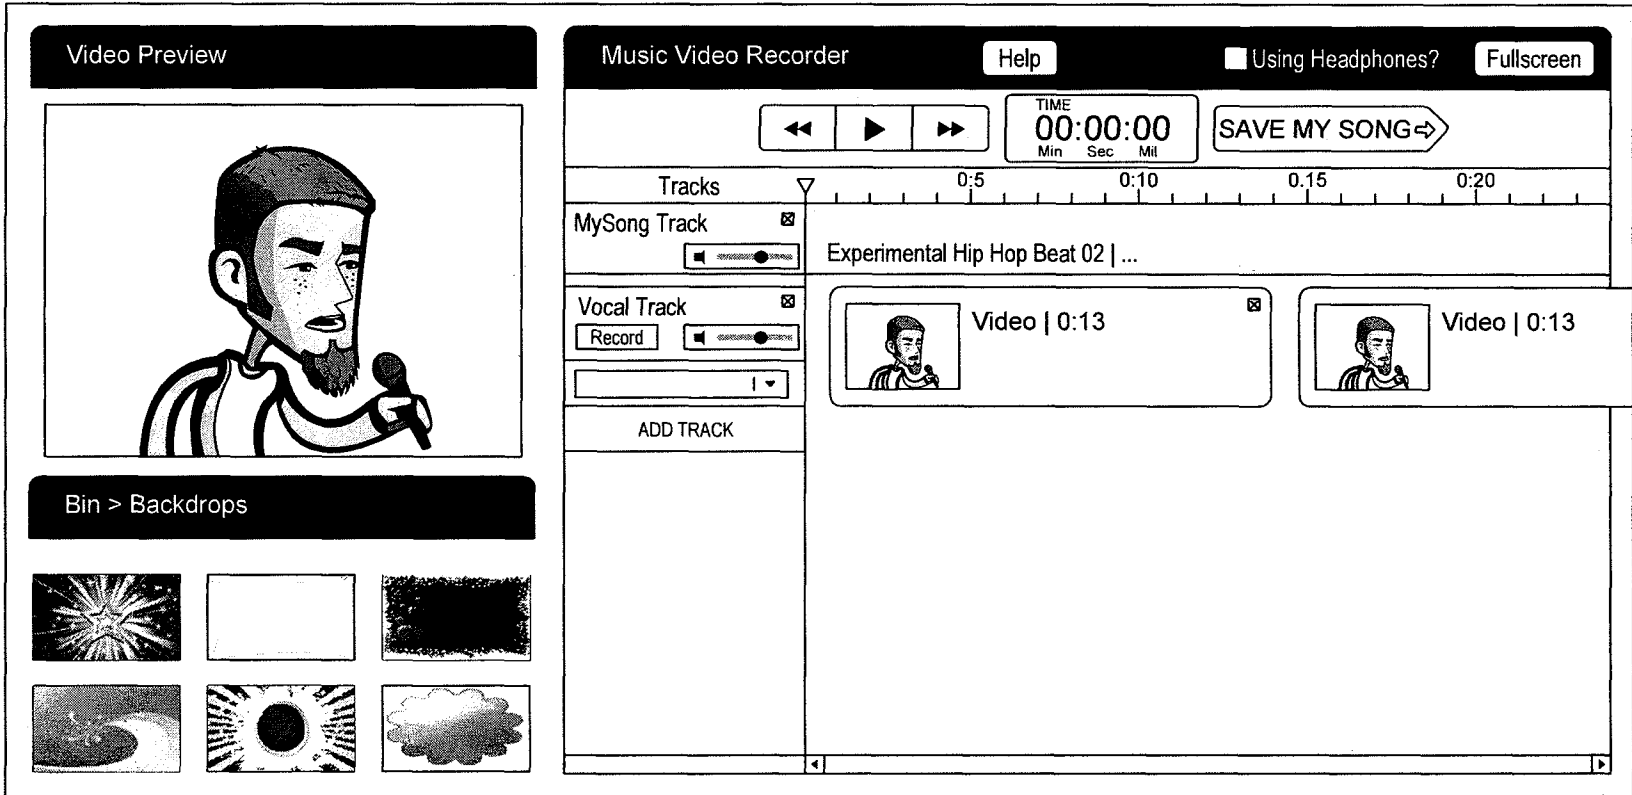 Video Preview
Bin > Backdrops
Music Video Recorder
Help
Using Headphones?
Fullscreen
TIME
00:00:00
Min Sec Mil
SAVE MY SONG
Tracks
0:5 0:10 0.15 0:20
MySong Track
Experimental Hip Hop Beat 02 | ...
Vocal Track
Record
Video | 0:13
Video | 0:13
ADD TRACK